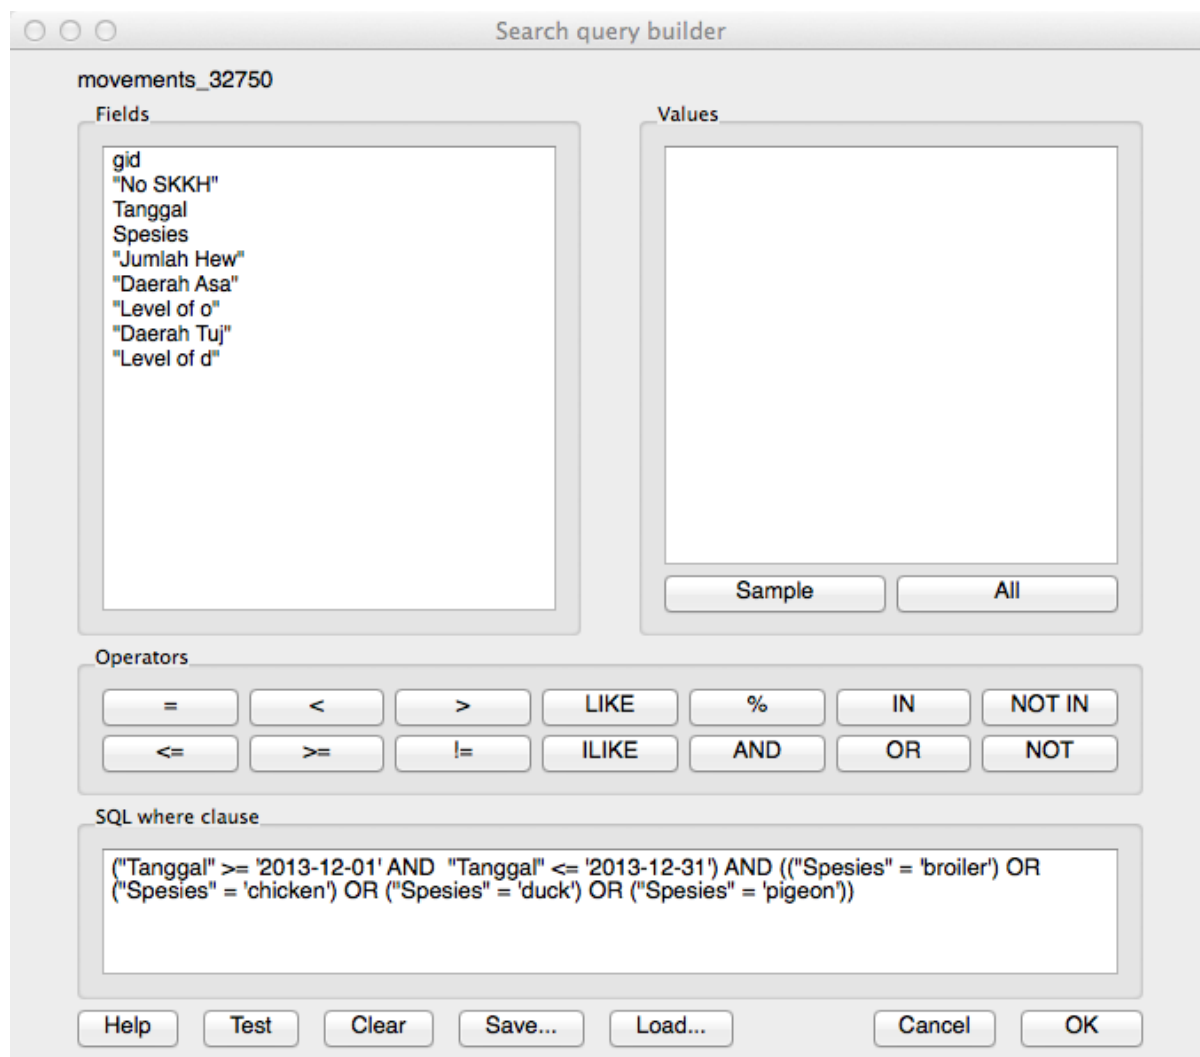 Search query builder
movements_32750
Fields
gid
"No SKKH"
Tanggal
Spesies
"Jumlah Hew"
"Daerah Asa"
"Level of o"
"Daerah Tuj"
"Level of d"
Values
Sample All
Operators
= < > LIKE % IN NOT IN
<= >= != ILIKE AND OR NOT
SQL where clause
("Tanggal" >= '2013-12-01' AND  "Tanggal" <= '2013-12-31') AND (("Spesies" = 'broiler') OR
("Spesies" = 'chicken') OR ("Spesies" = 'duck') OR ("Spesies" = 'pigeon'))
Help Test Clear Save... Load... Cancel OK